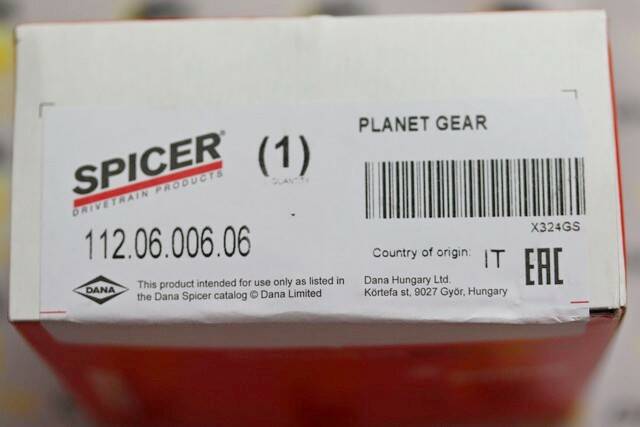 SPICER®
DRIVETRAIN PRODUCTS
(1)
QUANTITY
PLANET GEAR
X324GS
112.06.006.06
Country of origin: IT
EAC
DANA
This product intended for use only as listed in
the Dana Spicer catalog © Dana Limited
Dana Hungary Ltd.
Körtefa st, 9027 Györ, Hungary